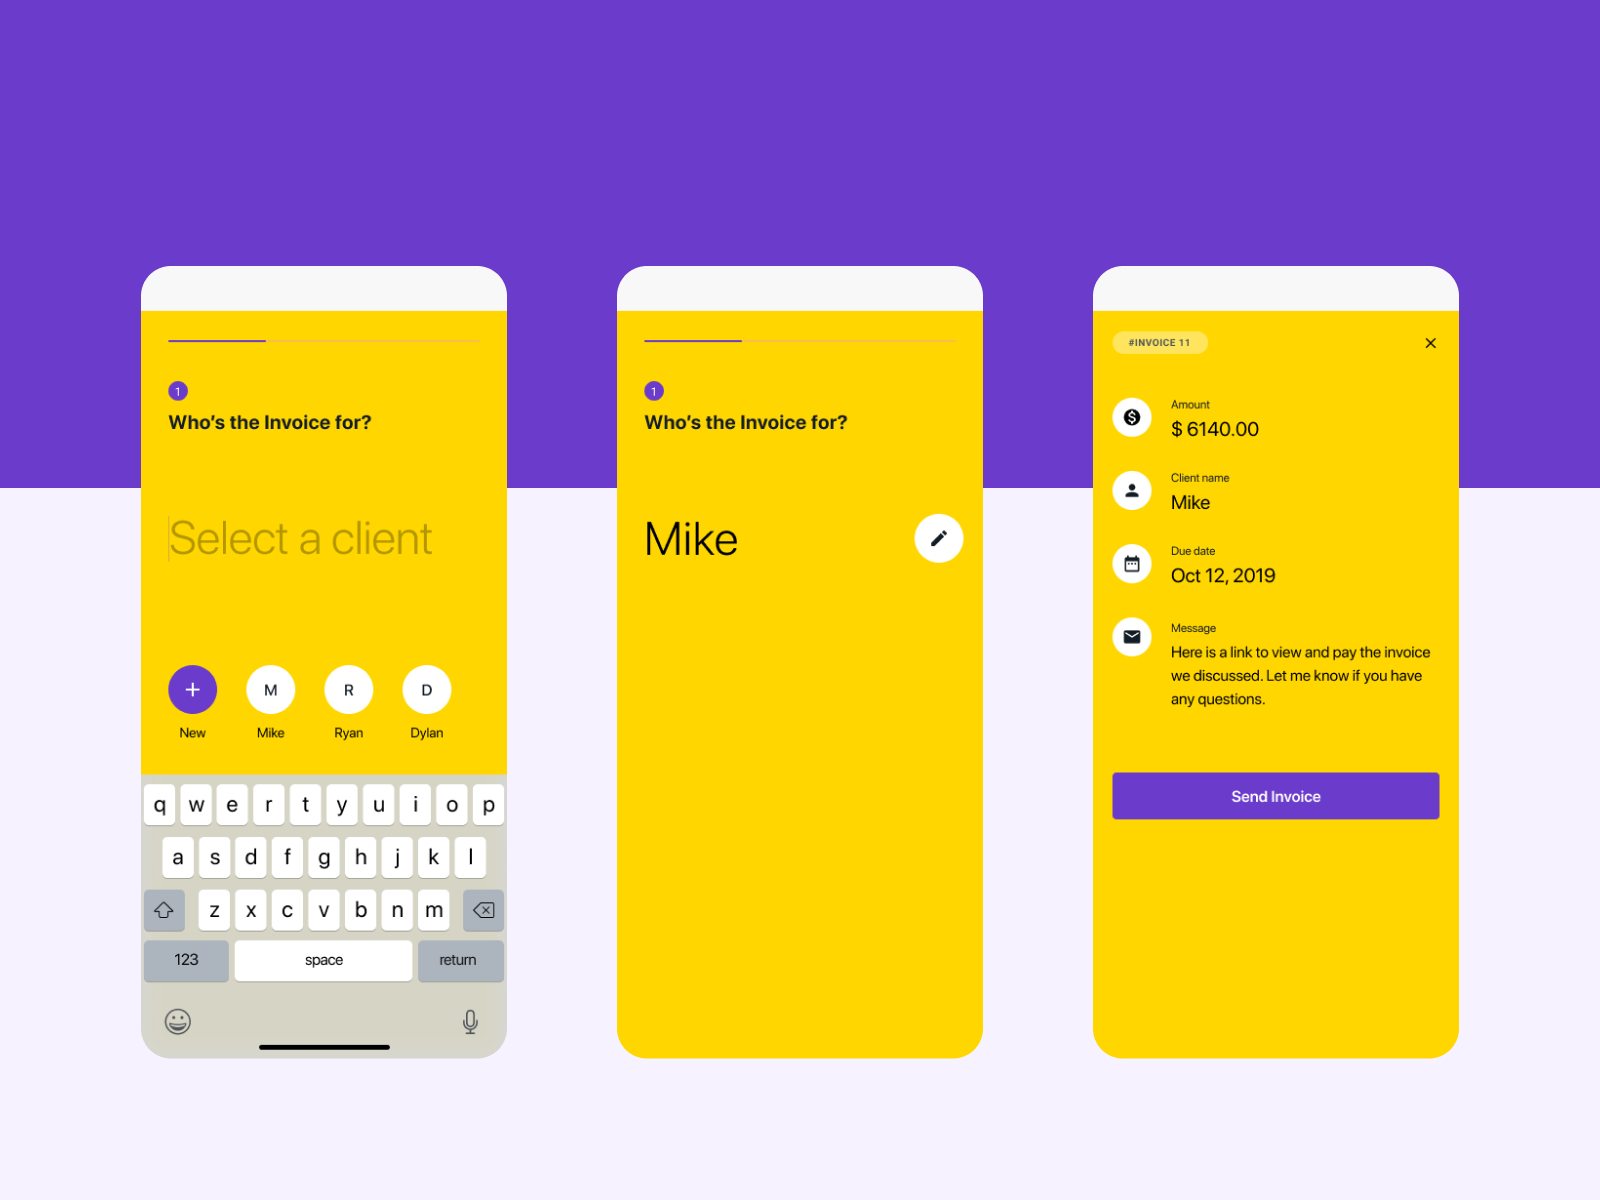 1
Who's the Invoice for?
Select a client
+
M R D
New Mike Ryan Dylan
q w e r t y u i o p
a s d f g h j k l
z x c v b n m
123 space return
1
Who's the Invoice for?
Mike
#INVOICE 11
Amount
$ 6140.00
Client name
Mike
Due date
Oct 12, 2019
Message
Here is a link to view and pay the invoice
we discussed. Let me know if you have
any questions.
Send Invoice